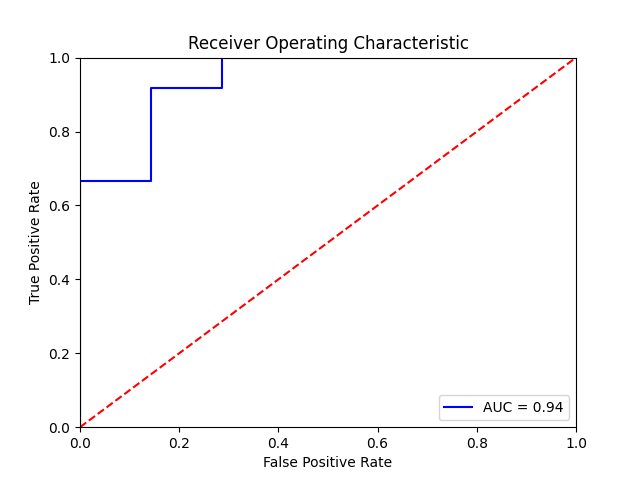 Receiver Operating Characteristic
1.0
0.8
0.6
0.4
0.2
0.0
True Positive Rate
AUC = 0.94
0.0 0.2 0.4 0.6 0.8 1.0
False Positive Rate